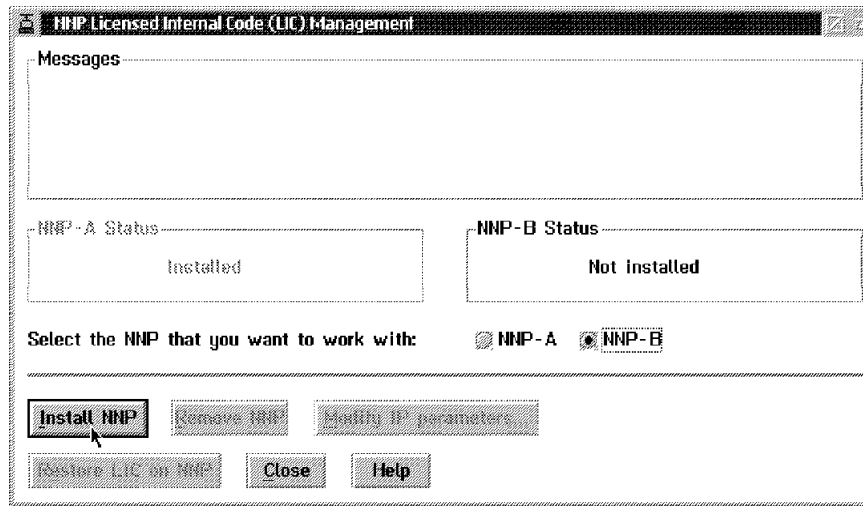 NNP Licensed Internal Code (LIC) Management
Messages
NNP-A Status
Installed
NNP-B Status
Not installed
Select the NNP that you want to work with:
NNP-A
NNP-B
Install NNP
Remove NNP
Modify IP parameters...
Restore LIC on NNP
Close
Help